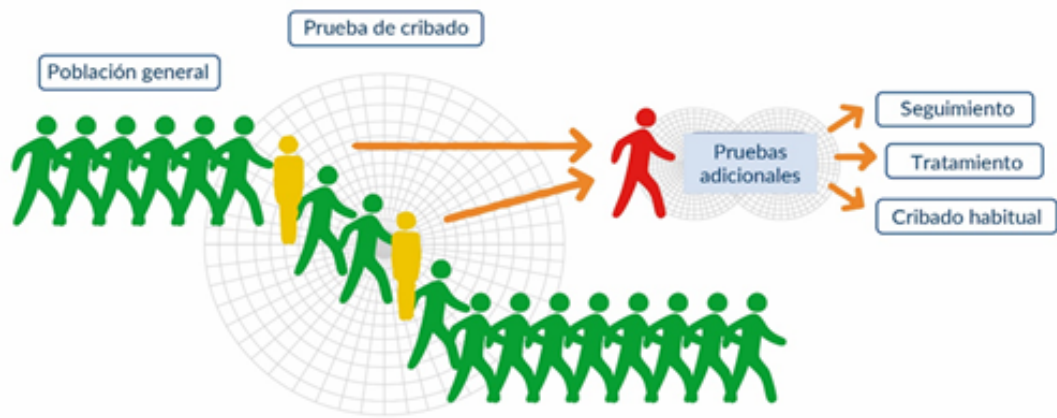 Prueba de cribado
Población general
Seguimiento
Pruebas
adicionales
Tratamiento
Cribado habitual